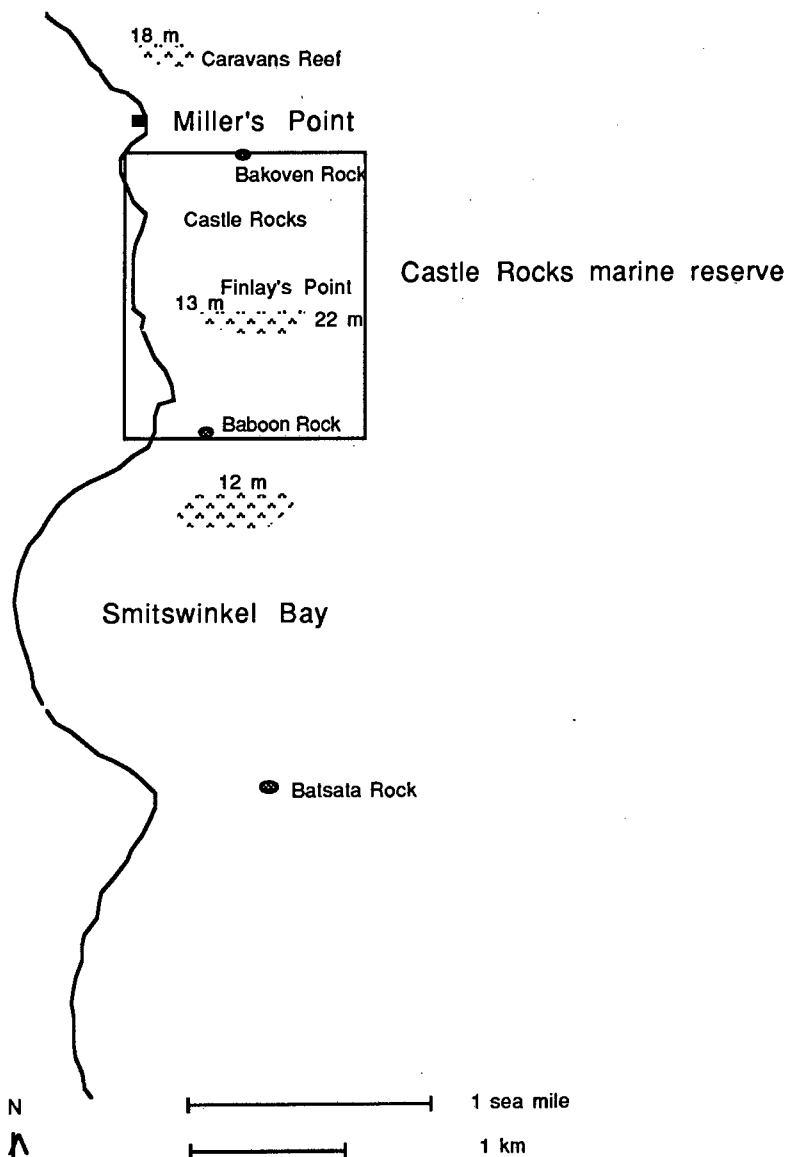 18 m
Caravans Reef
Miller's Point
Bakoven Rock
Castle Rocks
Castle Rocks marine reserve
Finlay's Point
13 m
22 m
Baboon Rock
12 m
Smitswinkel Bay
Batsata Rock
N
1 sea mile
1 km